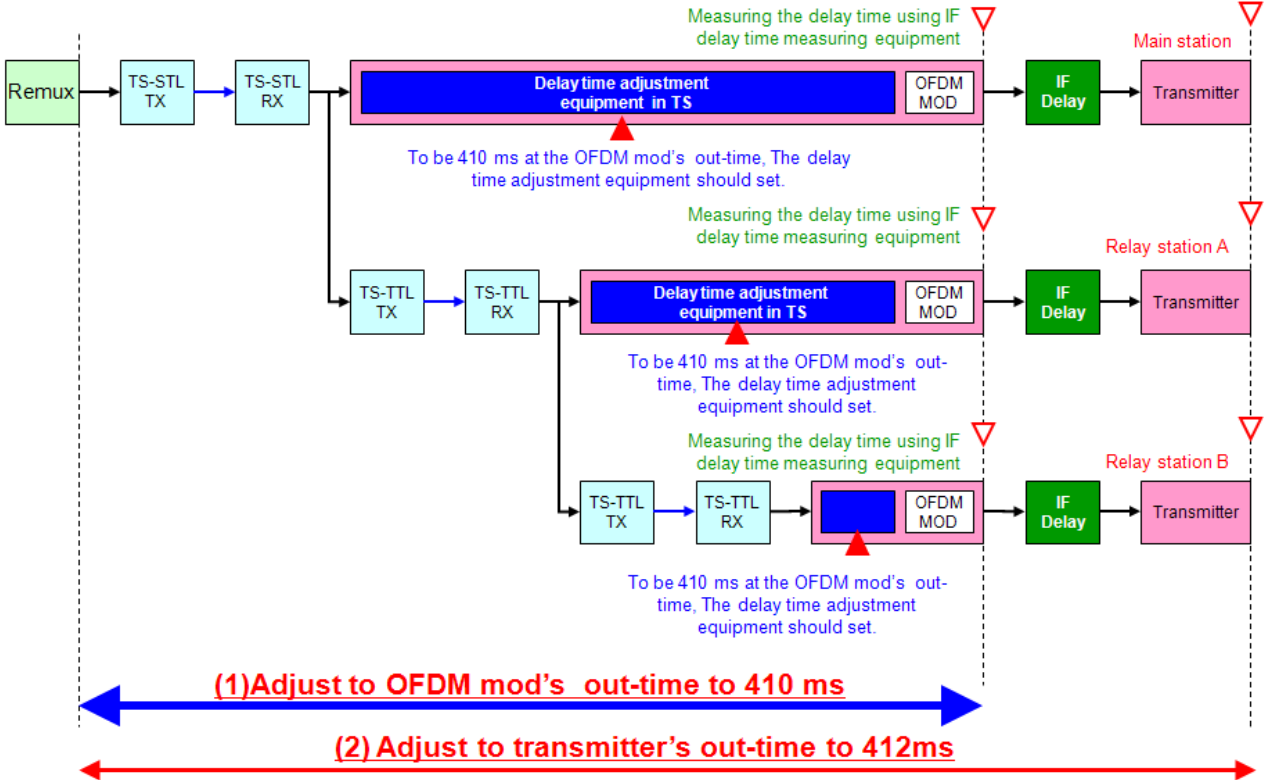 Measuring the delay time using IF
delay time measuring equipment
Main station
Remux
TS-STL
TX
TS-STL
RX
Delay time adjustment
equipment in TS
OFDM
MOD
IF
Delay
Transmitter
To be 410 ms at the OFDM mod's out-time, The delay
time adjustment equipment should set.
Measuring the delay time using IF
delay time measuring equipment
Relay station A
TS-TTL
TX
TS-TTL
RX
Delay time adjustment
equipment in TS
OFDM
MOD
IF
Delay
Transmitter
To be 410 ms at the OFDM mod's out-
time, The delay time adjustment
equipment should set.
Measuring the delay time using IF
delay time measuring equipment
Relay station B
TS-TTL
TX
TS-TTL
RX
OFDM
MOD
IF
Delay
Transmitter
To be 410 ms at the OFDM mod's out-
time, The delay time adjustment
equipment should set.
(1)Adjust to OFDM mod's out-time to 410 ms
(2) Adjust to transmitter's out-time to 412ms